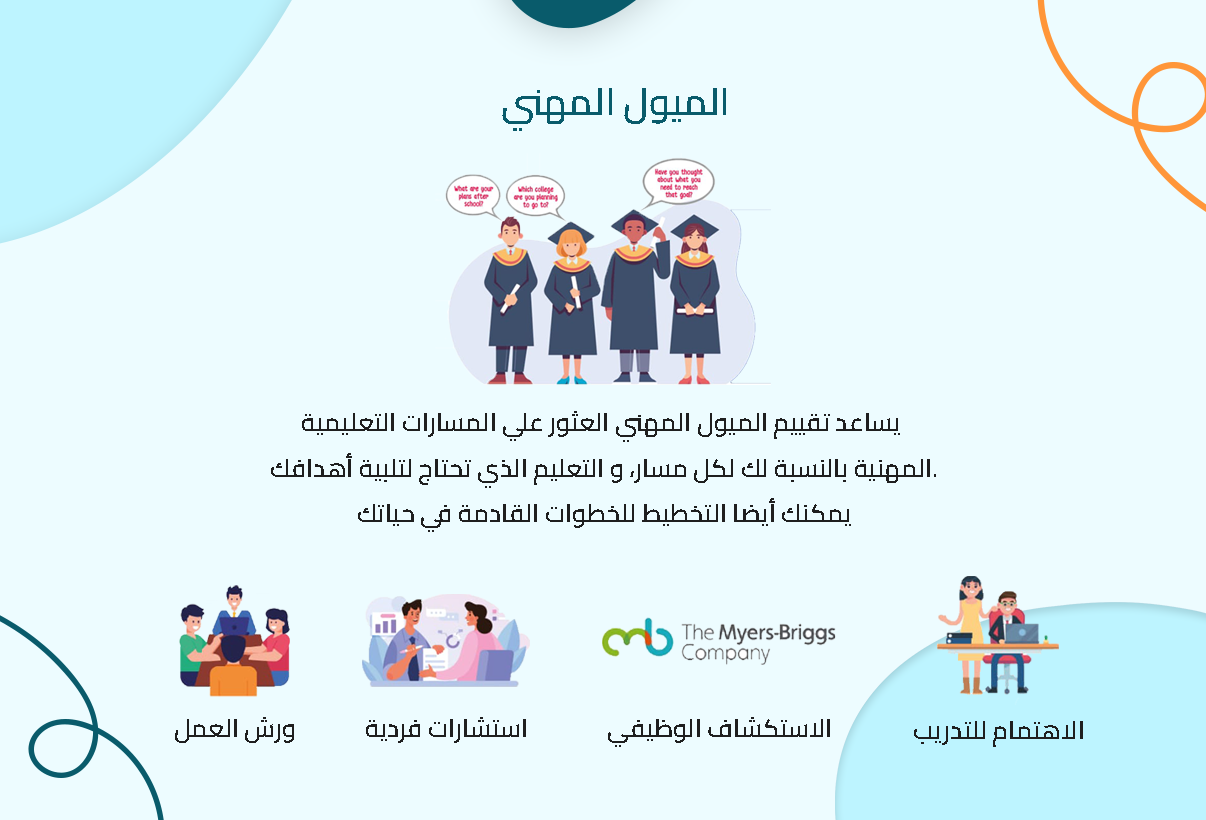 الميول المهني
What are your
plans after
school?
Which college
are you planning
to go to?
Have you thought
about what you
need to reach
that goal?
يساعد تقييم الميول المهني العثور علي المسارات التعليمية
.المهنية بالنسبة لك لكل مسار، و التعليم الذي تحتاج لتلبية أهدافك
يمكنك أيضا التخطيط للخطوات القادمة في حياتك
The Myers-Briggs
Company
الاهتمام للتدريب
الاستكشاف الوظيفي
استشارات فردية
ورش العمل